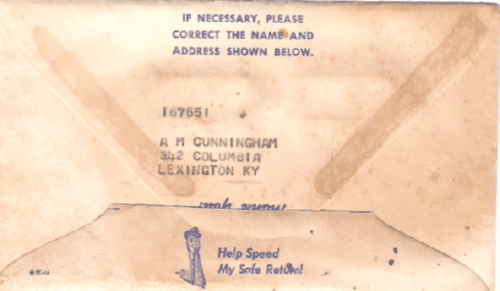 IF NECESSARY, PLEASE
CORRECT THE NAME AND
ADDRESS SHOWN BELOW.
167551
A M CUNNINGHAM
342 COLUMBIA
LEXINGTON KY
Help Speed
My Safe Return!